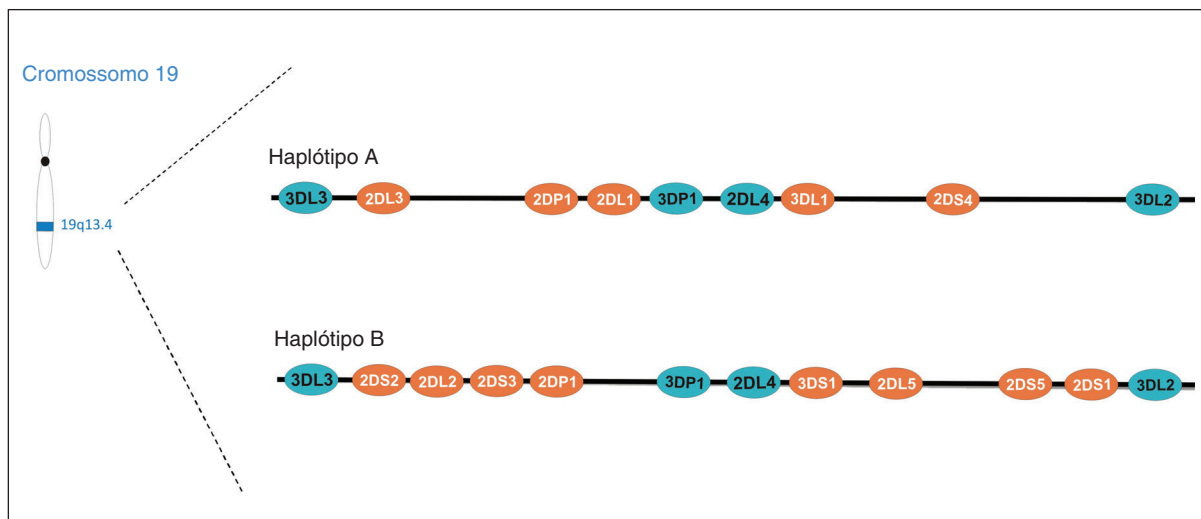 Cromossomo 19
19q13.4
Haplótipo A
3DL3 2DL3 2DP1 2DL1 3DP1 2DL4 3DL1 2DS4 3DL2
Haplótipo B
3DL3 2DS2 2DL2 2DS3 2DP1 3DP1 2DL4 3DS1 2DL5 2DS5 2DS1 3DL2